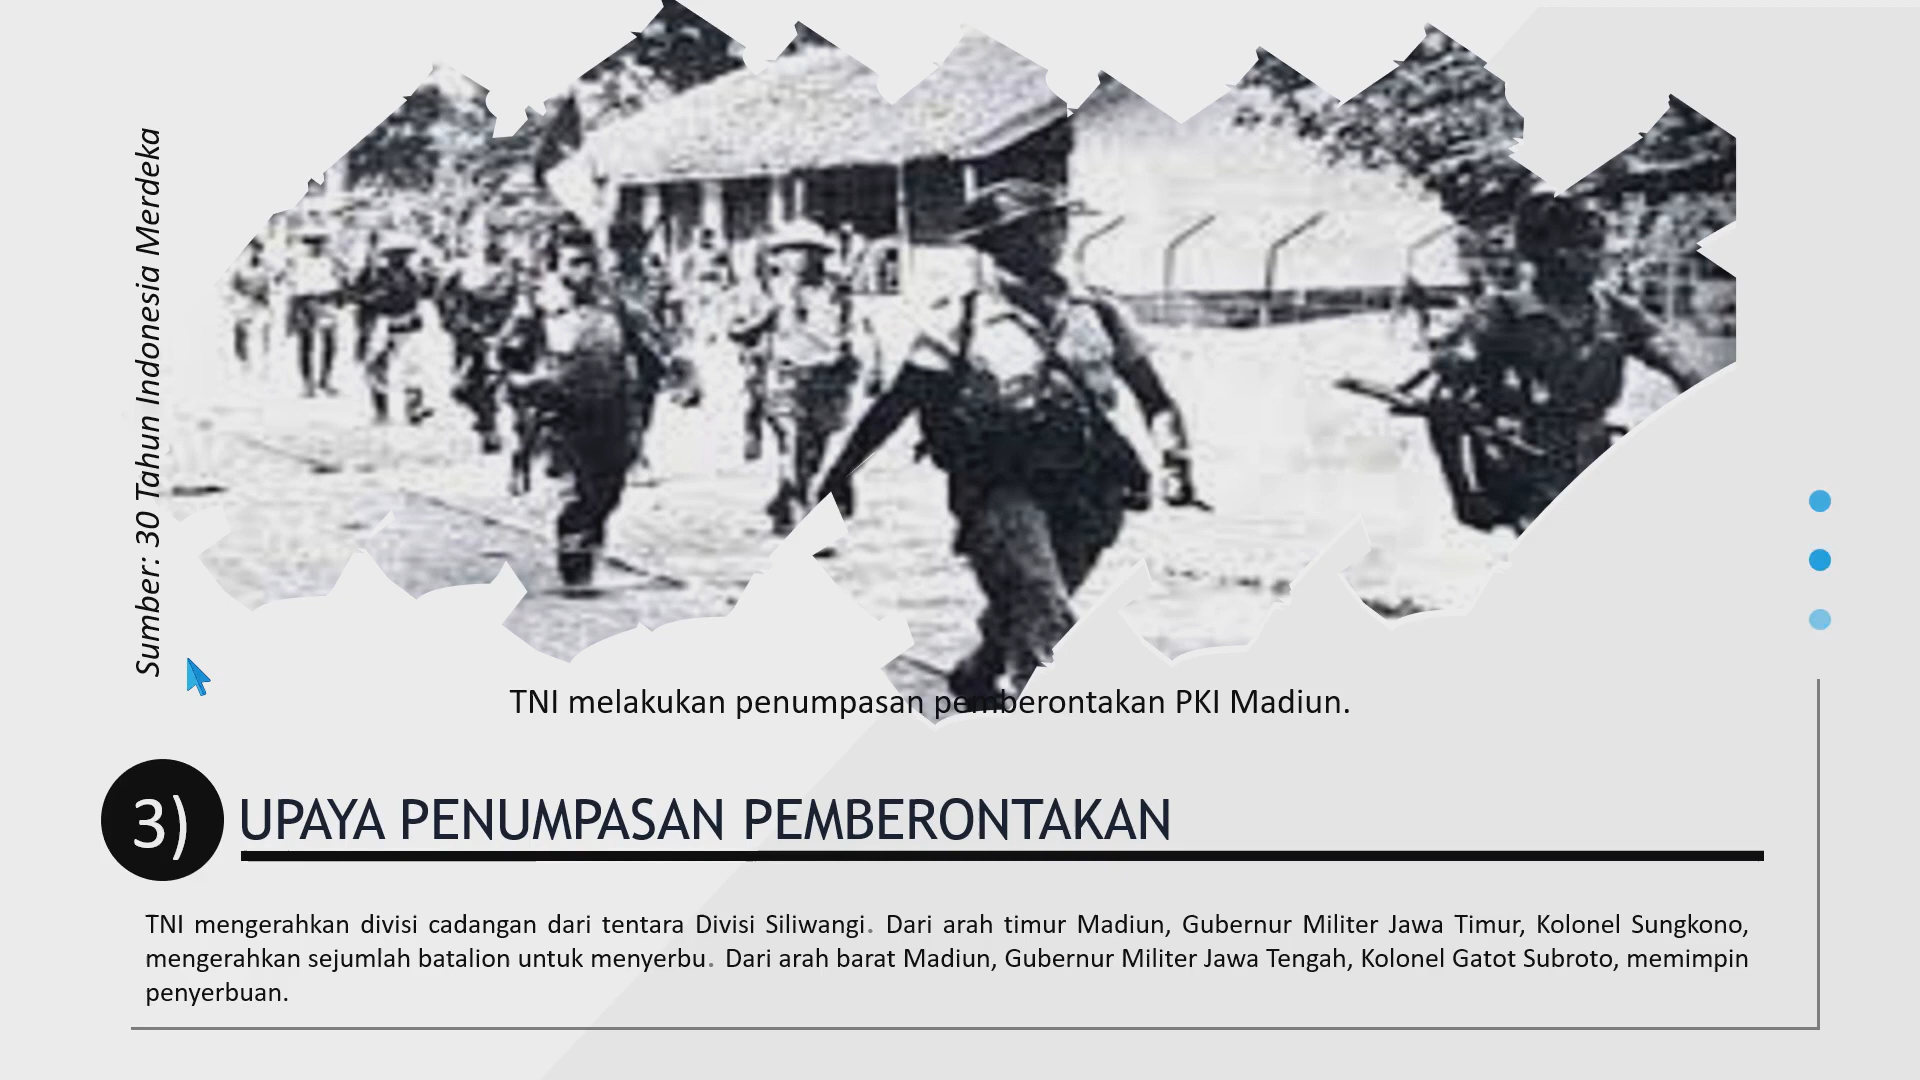 Sumber: 30 Tahun Indonesia Merdeka
TNI melakukan penumpasan pemberontakan PKI Madiun.
3) UPAYA PENUMPASAN PEMBERONTAKAN
TNI mengerahkan divisi cadangan dari tentara Divisi Siliwangi. Dari arah timur Madiun, Gubernur Militer Jawa Timur, Kolonel Sungkono,
mengerahkan sejumlah batalion untuk menyerbu. Dari arah barat Madiun, Gubernur Militer Jawa Tengah, Kolonel Gatot Subroto, memimpin
penyerbuan.